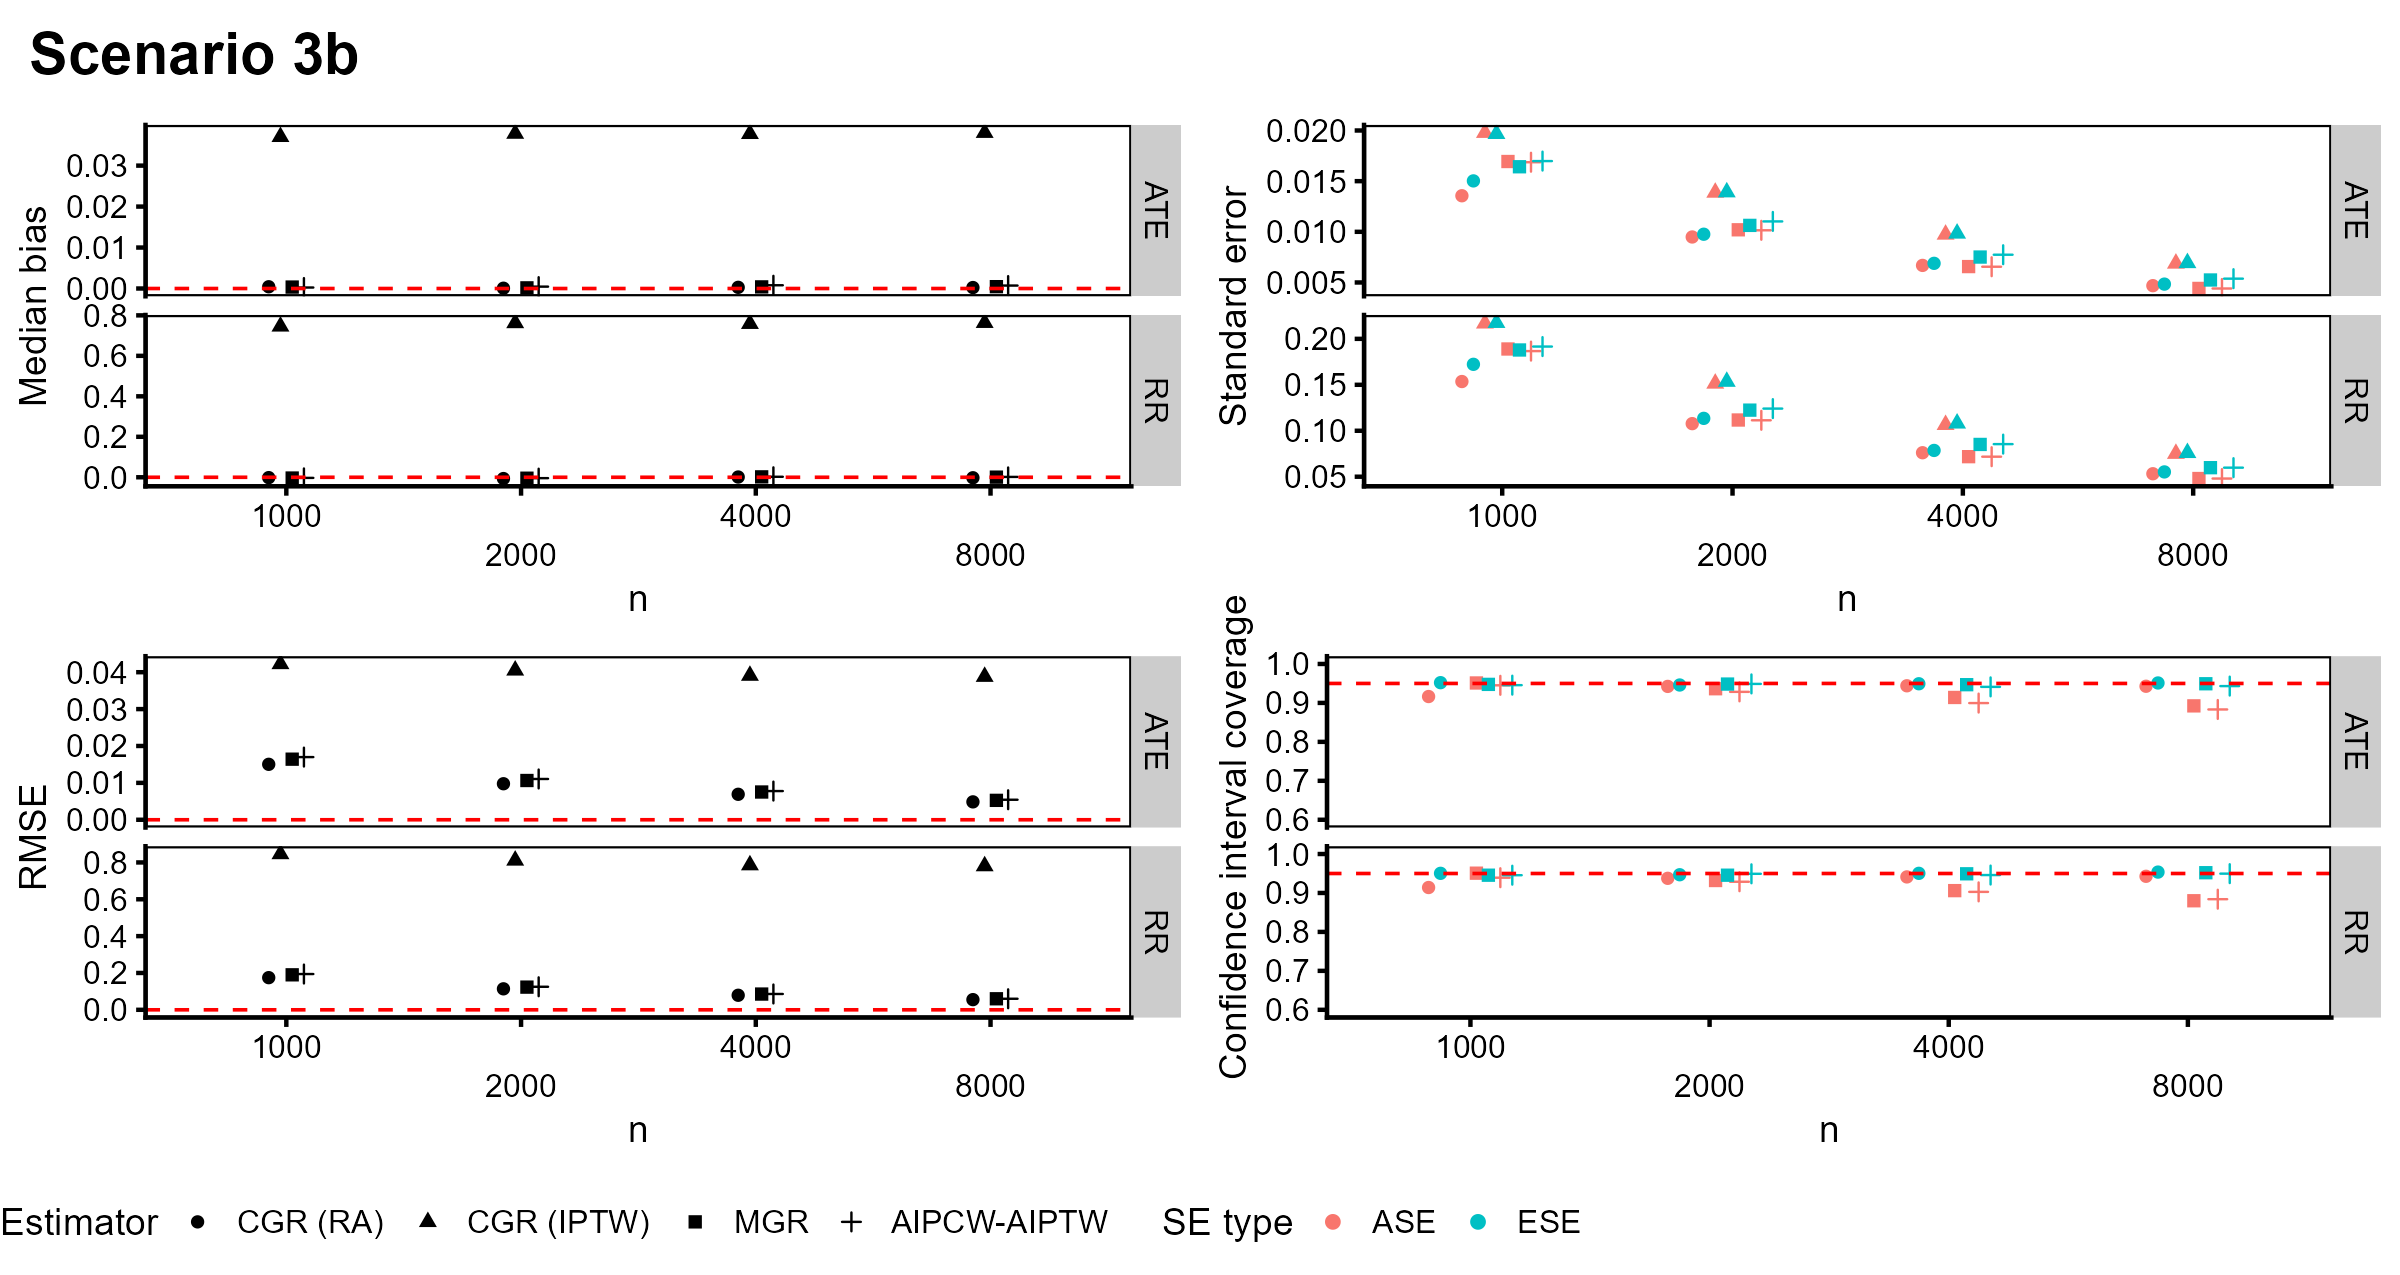 Scenario 3b
Median bias
0.03
0.02
0.01
0.00
ATE
0.8
0.6
0.4
0.2
0.0
RR
1000
2000
4000
8000
n
Standard error
0.020
0.015
0.010
0.005
ATE
0.20
0.15
0.10
0.05
RR
1000
2000
4000
8000
n
RMSE
0.04
0.03
0.02
0.01
0.00
ATE
0.8
0.6
0.4
0.2
0.0
RR
1000
2000
4000
8000
n
Confidence interval coverage
1.0
0.9
0.8
0.7
0.6
ATE
1.0
0.9
0.8
0.7
0.6
RR
1000
2000
4000
8000
n
Estimator CGR (RA) CGR (IPTW) MGR AIPCW-AIPTW SE type ASE ESE